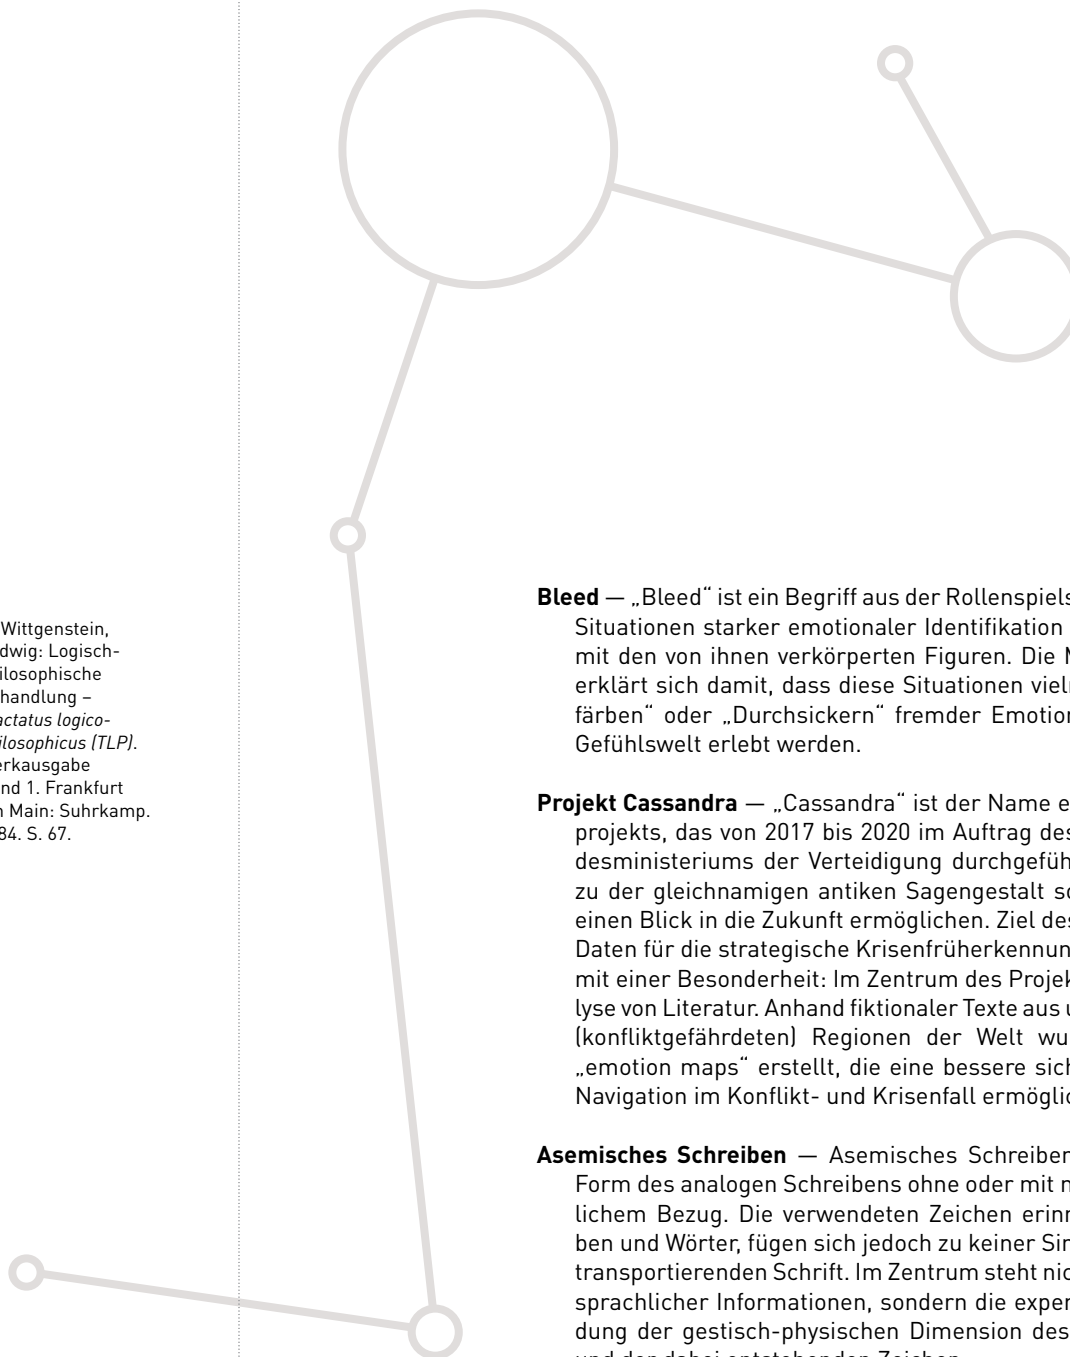 Wittgenstein,
dwig: Logisch-
ilosophische
handlung –
actatus logico-
ilosophicus (TLP).
erkausgabe
nd 1. Frankfurt
Main: Suhrkamp.
84. S. 67.
Bleed — „Bleed“ ist ein Begriff aus der Rollenspiels
Situationen starker emotionaler Identifikation
mit den von ihnen verkörperten Figuren. Die
erklärt sich damit, dass diese Situationen viel
färben“ oder „Durchsickern“ fremder Emotion
Gefühlswelt erlebt werden.
Projekt Cassandra — „Cassandra“ ist der Name e
projekts, das von 2017 bis 2020 im Auftrag des
desministeriums der Verteidigung durchgefüh
zu der gleichnamigen antiken Sagengestalt so
einen Blick in die Zukunft ermöglichen. Ziel des
Daten für die strategische Krisenfrüherkennun
mit einer Besonderheit: Im Zentrum des Projek
lyse von Literatur. Anhand fiktionaler Texte aus
(konfliktgefährdeten) Regionen der Welt wu
„emotion maps“ erstellt, die eine bessere sich
Navigation im Konflikt- und Krisenfall ermöglic
Asemisches Schreiben — Asemisches Schreiben
Form des analogen Schreibens ohne oder mit
lichem Bezug. Die verwendeten Zeichen erinn
ben und Wörter, fügen sich jedoch zu keiner Sin
transportierenden Schrift. Im Zentrum steht nic
sprachlicher Informationen, sondern die exper
dung der gestisch-physischen Dimension des
und der dabei entstehenden Zeichen.